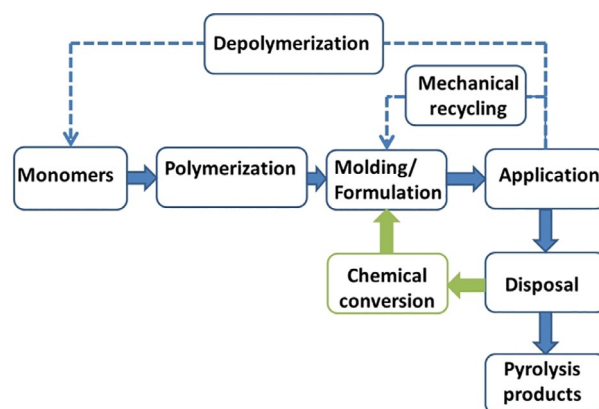 Depolymerization
Mechanical
recycling
Monomers
Polymerization
Molding/
Formulation
Application
Chemical
conversion
Disposal
Pyrolysis
products